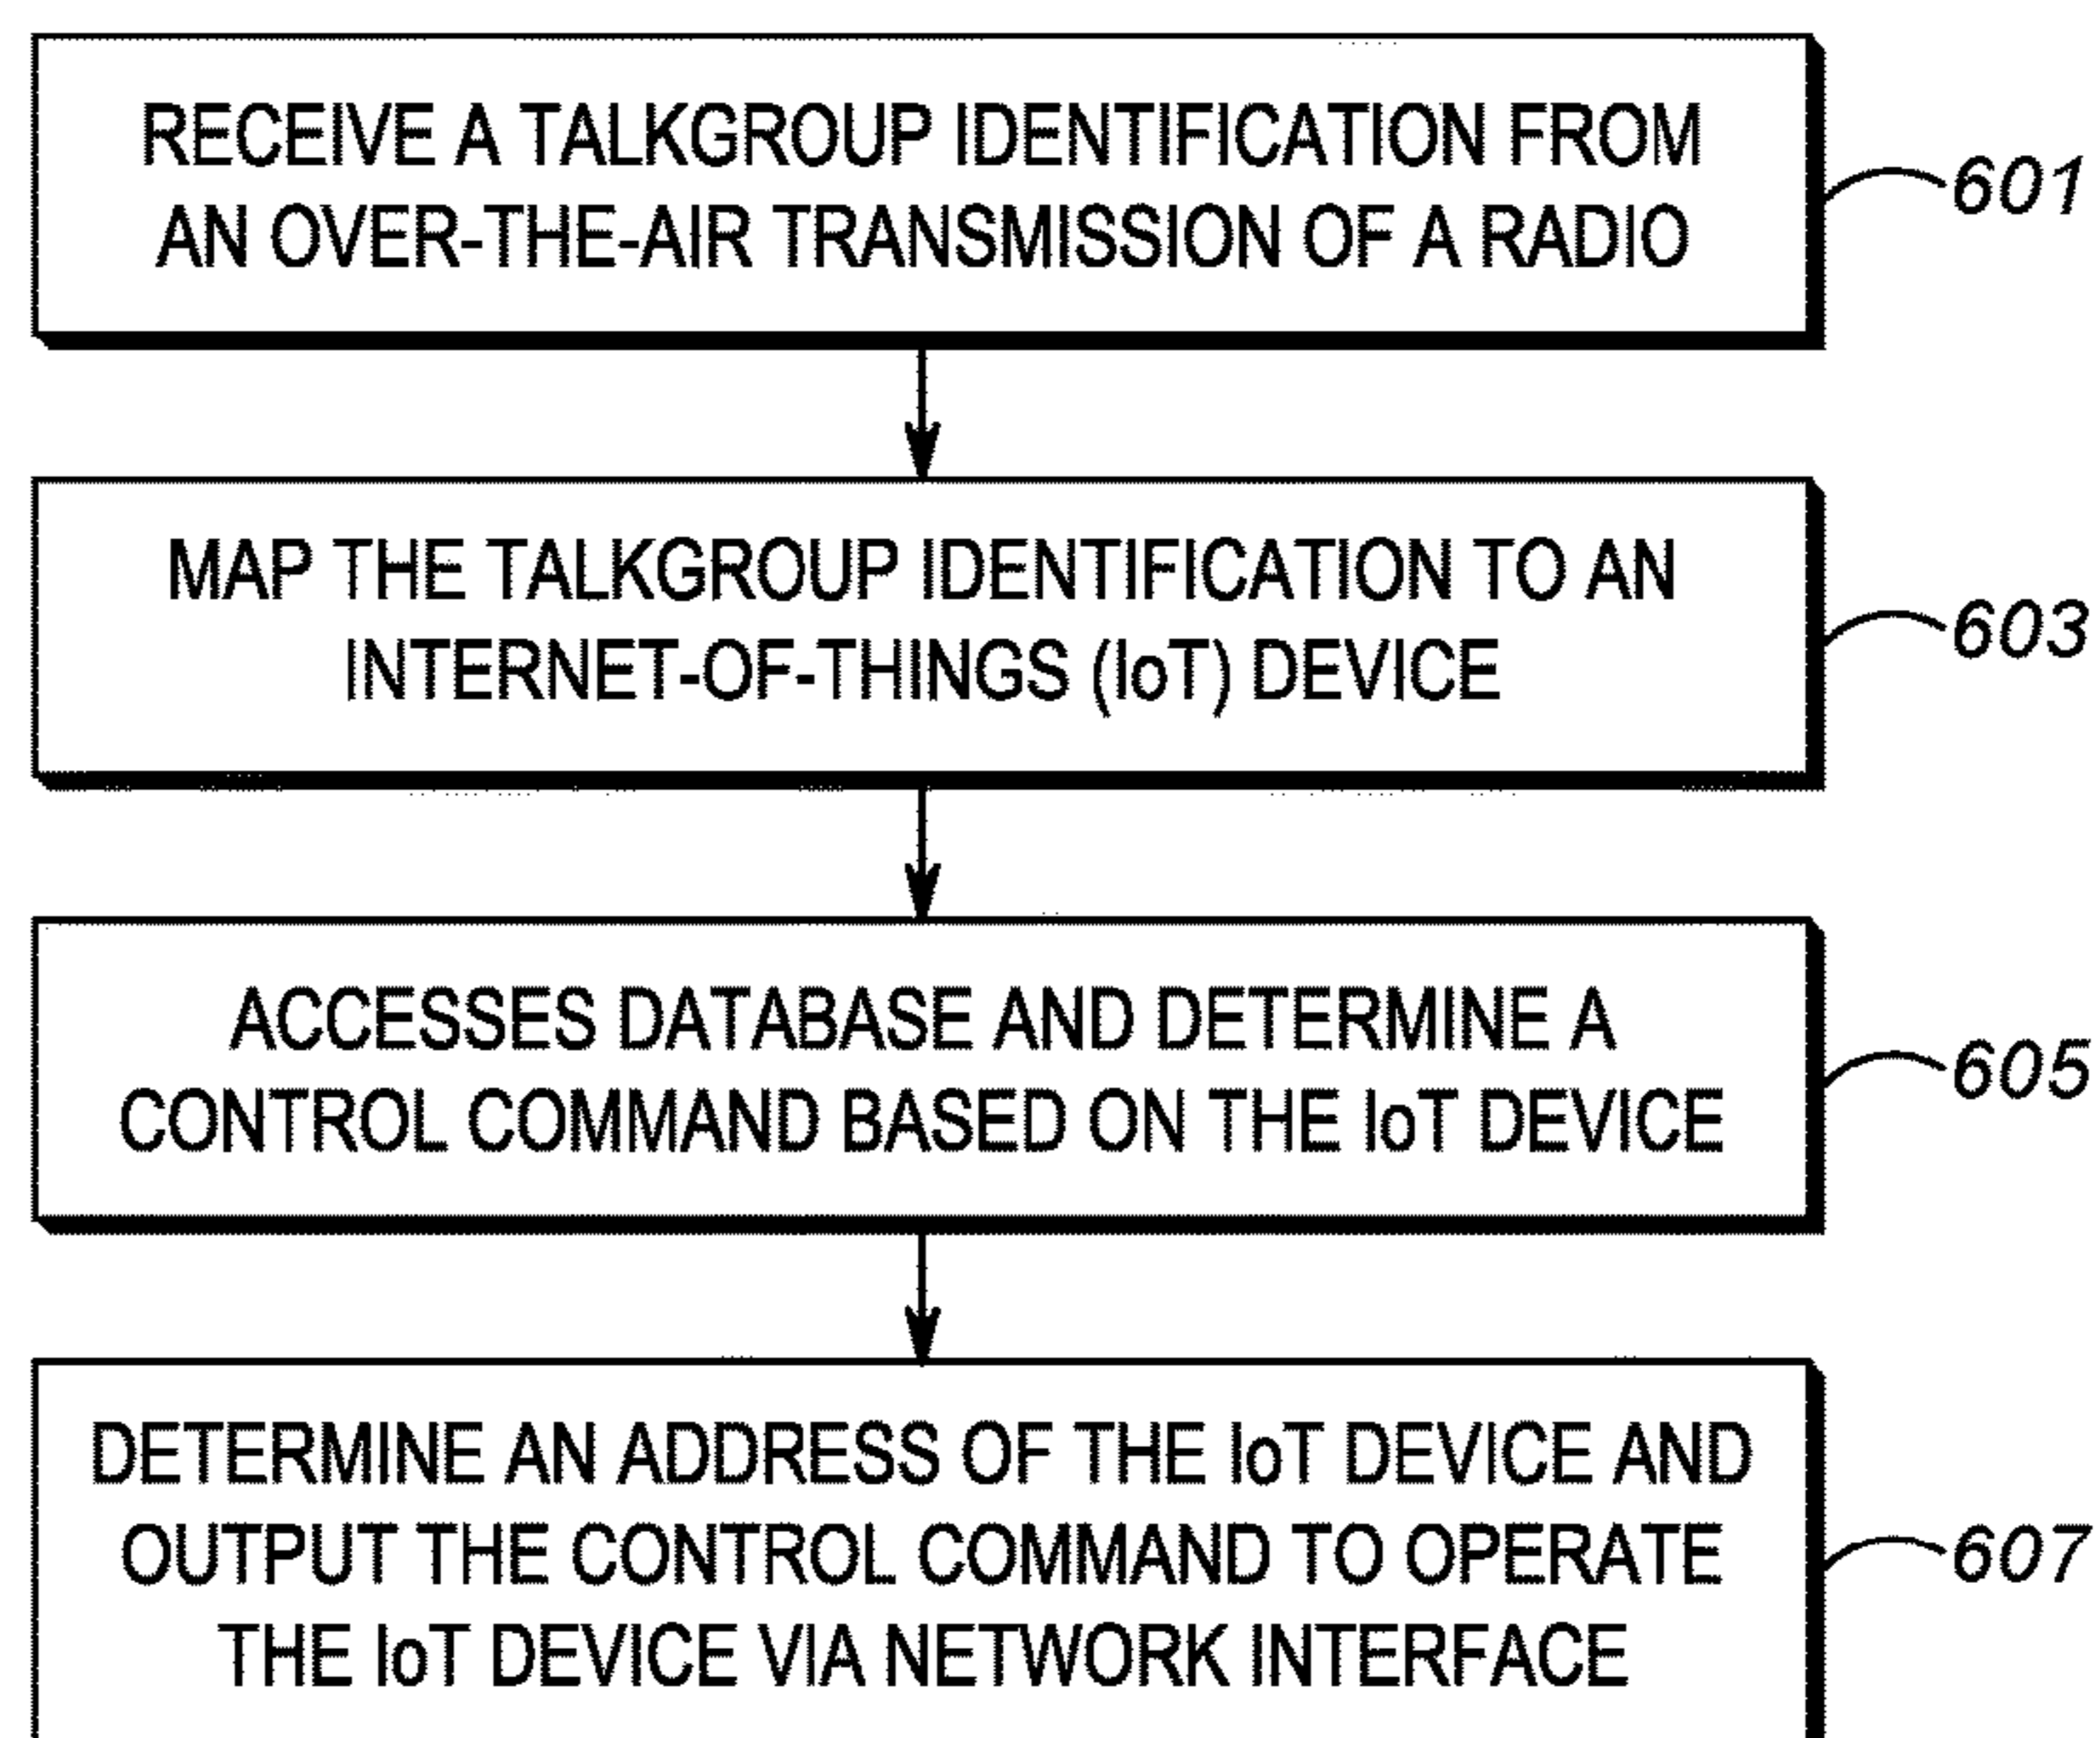 RECEIVE A TALKGROUP IDENTIFICATION FROM
AN OVER-THE-AIR TRANSMISSION OF A RADIO
601
MAP THE TALKGROUP IDENTIFICATION TO AN
INTERNET-OF-THINGS (IoT) DEVICE
603
ACCESSES DATABASE AND DETERMINE A
CONTROL COMMAND BASED ON THE IoT DEVICE
605
DETERMINE AN ADDRESS OF THE IoT DEVICE AND
OUTPUT THE CONTROL COMMAND TO OPERATE
THE IoT DEVICE VIA NETWORK INTERFACE
607